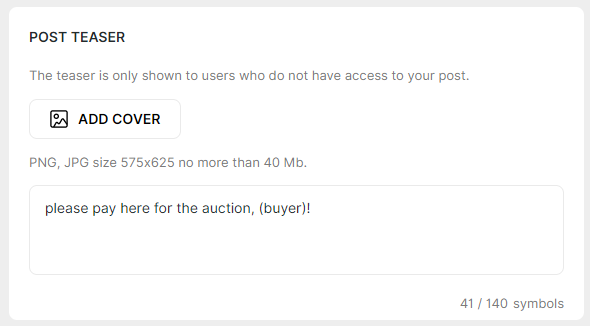 POST TEASER
The teaser is only shown to users who do not have access to your post.
ADD COVER
PNG, JPG size 575x625 no more than 40 Mb.
please pay here for the auction, (buyer)!
41 / 140 symbols